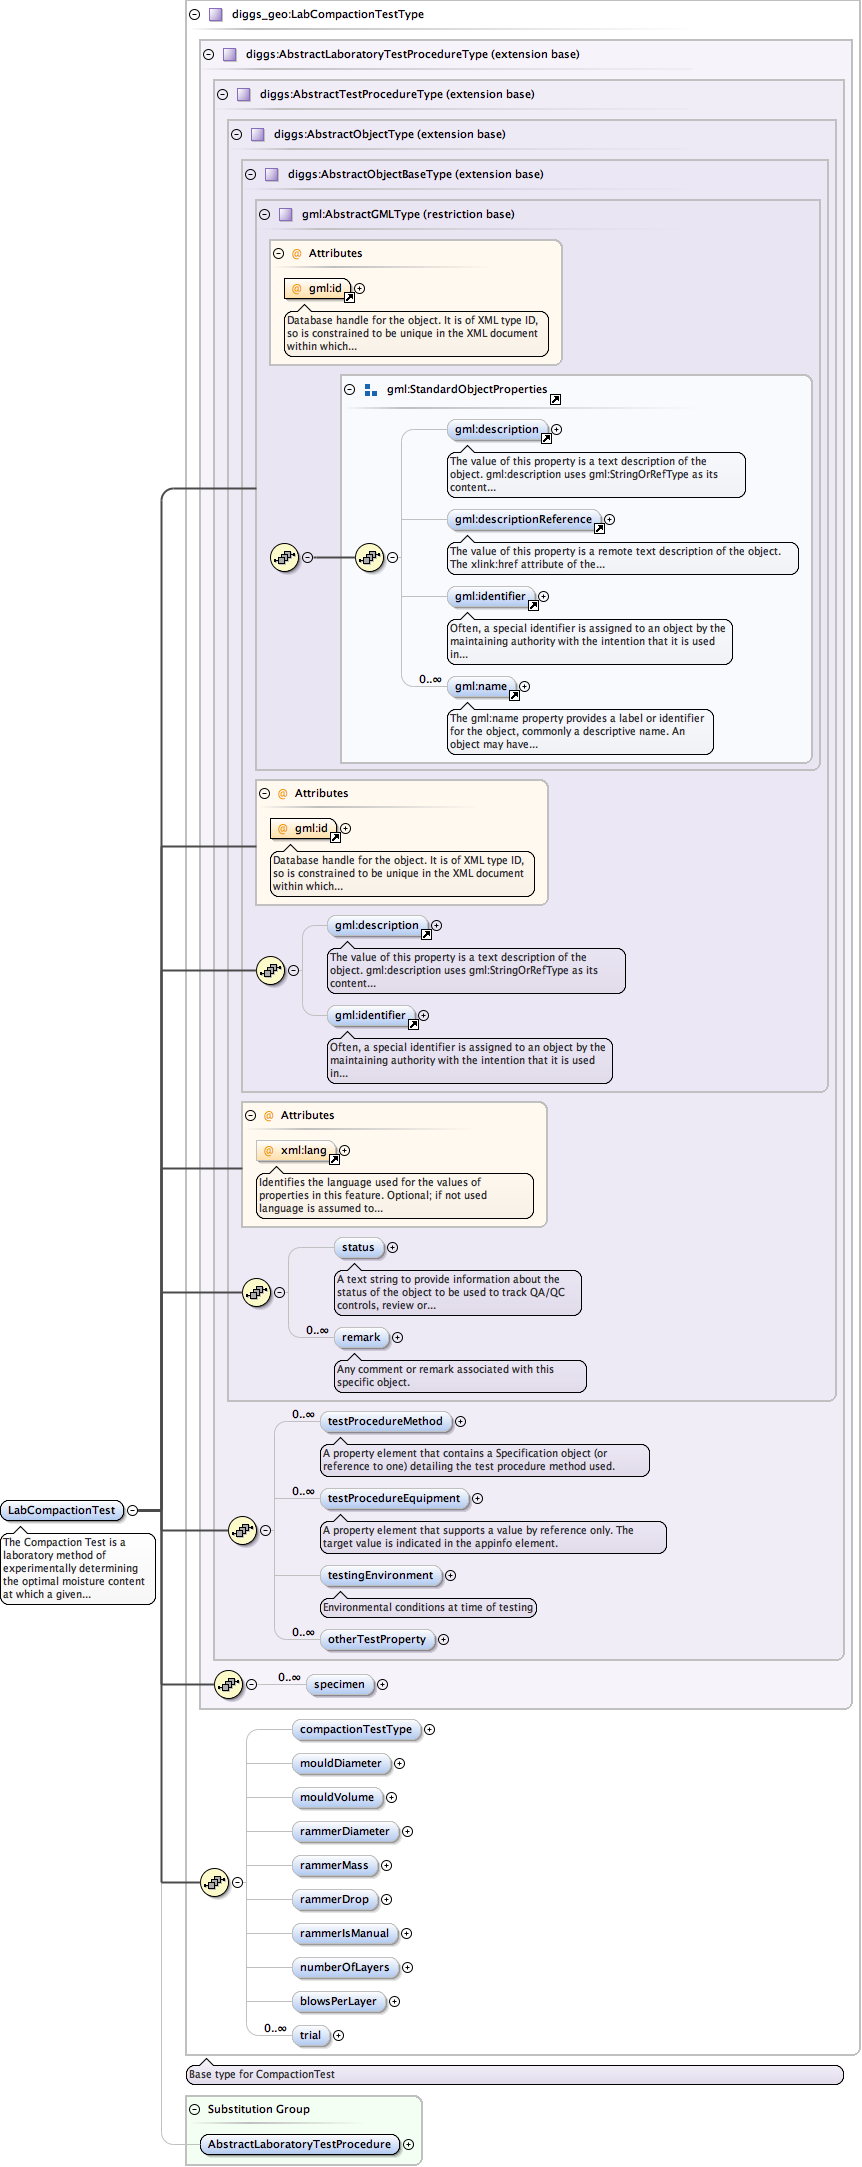 diggs_geo:LabCompactionTestType
diggs:AbstractLaboratoryTestProcedureType (extension base)
diggs:AbstractTestProcedureType (extension base)
diggs:AbstractObjectType (extension base)
diggs:AbstractObjectBaseType (extension base)
gml:AbstractGMLType (restriction base)
@ Attributes
@ gml:id
Database handle for the object. It is of XML type ID,
so is constrained to be unique in the XML document
within which...
gml:StandardObjectProperties
gml:description
The value of this property is a text description of the
object. gml:description uses gml:StringOrRefType as its
content...
gml:descriptionReference
The value of this property is a remote text description of the object.
The xlink:href attribute of the...
gml:identifier
Often, a special identifier is assigned to an object by the
maintaining authority with the intention that it is used
in...
0..∞
gml:name
The gml:name property provides a label or identifier
for the object, commonly a descriptive name. An
object may have...
@ Attributes
@ gml:id
Database handle for the object. It is of XML type ID,
so is constrained to be unique in the XML document
within which...
gml:description
The value of this property is a text description of the
object. gml:description uses gml:StringOrRefType as its
content...
gml:identifier
Often, a special identifier is assigned to an object by the
maintaining authority with the intention that it is used
in...
@ Attributes
@ xml:lang
Identifies the language used for the values of
properties in this feature. Optional; if not used
language is assumed to...
status
A text string to provide information about the
status of the object to be used to track QA/QC
controls, review or...
0..∞
remark
Any comment or remark associated with this
specific object.
0..∞
testProcedureMethod
A property element that contains a Specification object (or
reference to one) detailing the test procedure method used.
0..∞
testProcedureEquipment
A property element that supports a value by reference only. The
target value is indicated in the appinfo element.
testingEnvironment
Environmental conditions at time of testing
0..∞
otherTestProperty
LabCompactionTest
The Compaction Test is a
laboratory method of
experimentally determining
the optimal moisture content
at which a given...
0..∞
specimen
compactionTestType
mouldDiameter
mouldVolume
rammerDiameter
rammerMass
rammerDrop
rammerIsManual
numberOfLayers
blowsPerLayer
0..∞
trial
Base type for CompactionTest
Substitution Group
AbstractLaboratoryTestProcedure